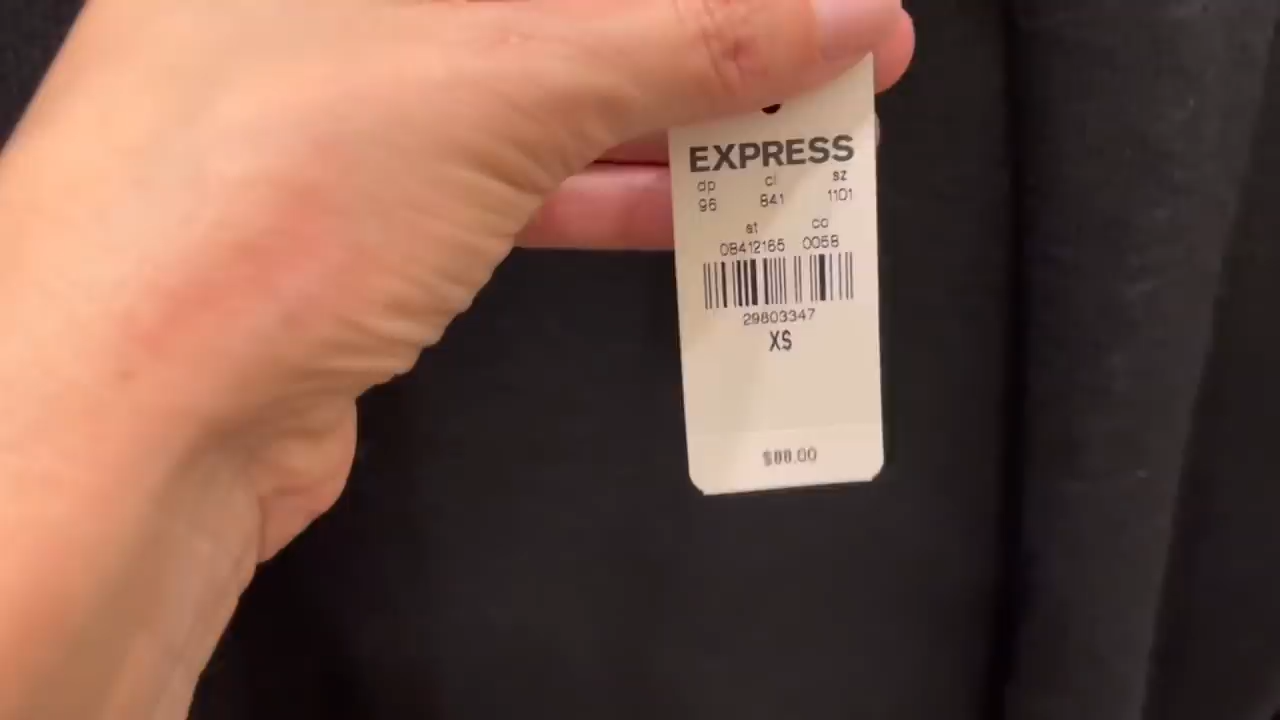 EXPRESS
dp cl sz
96 841 1101
st co
08412165 0058
29803347
XS
$88.00